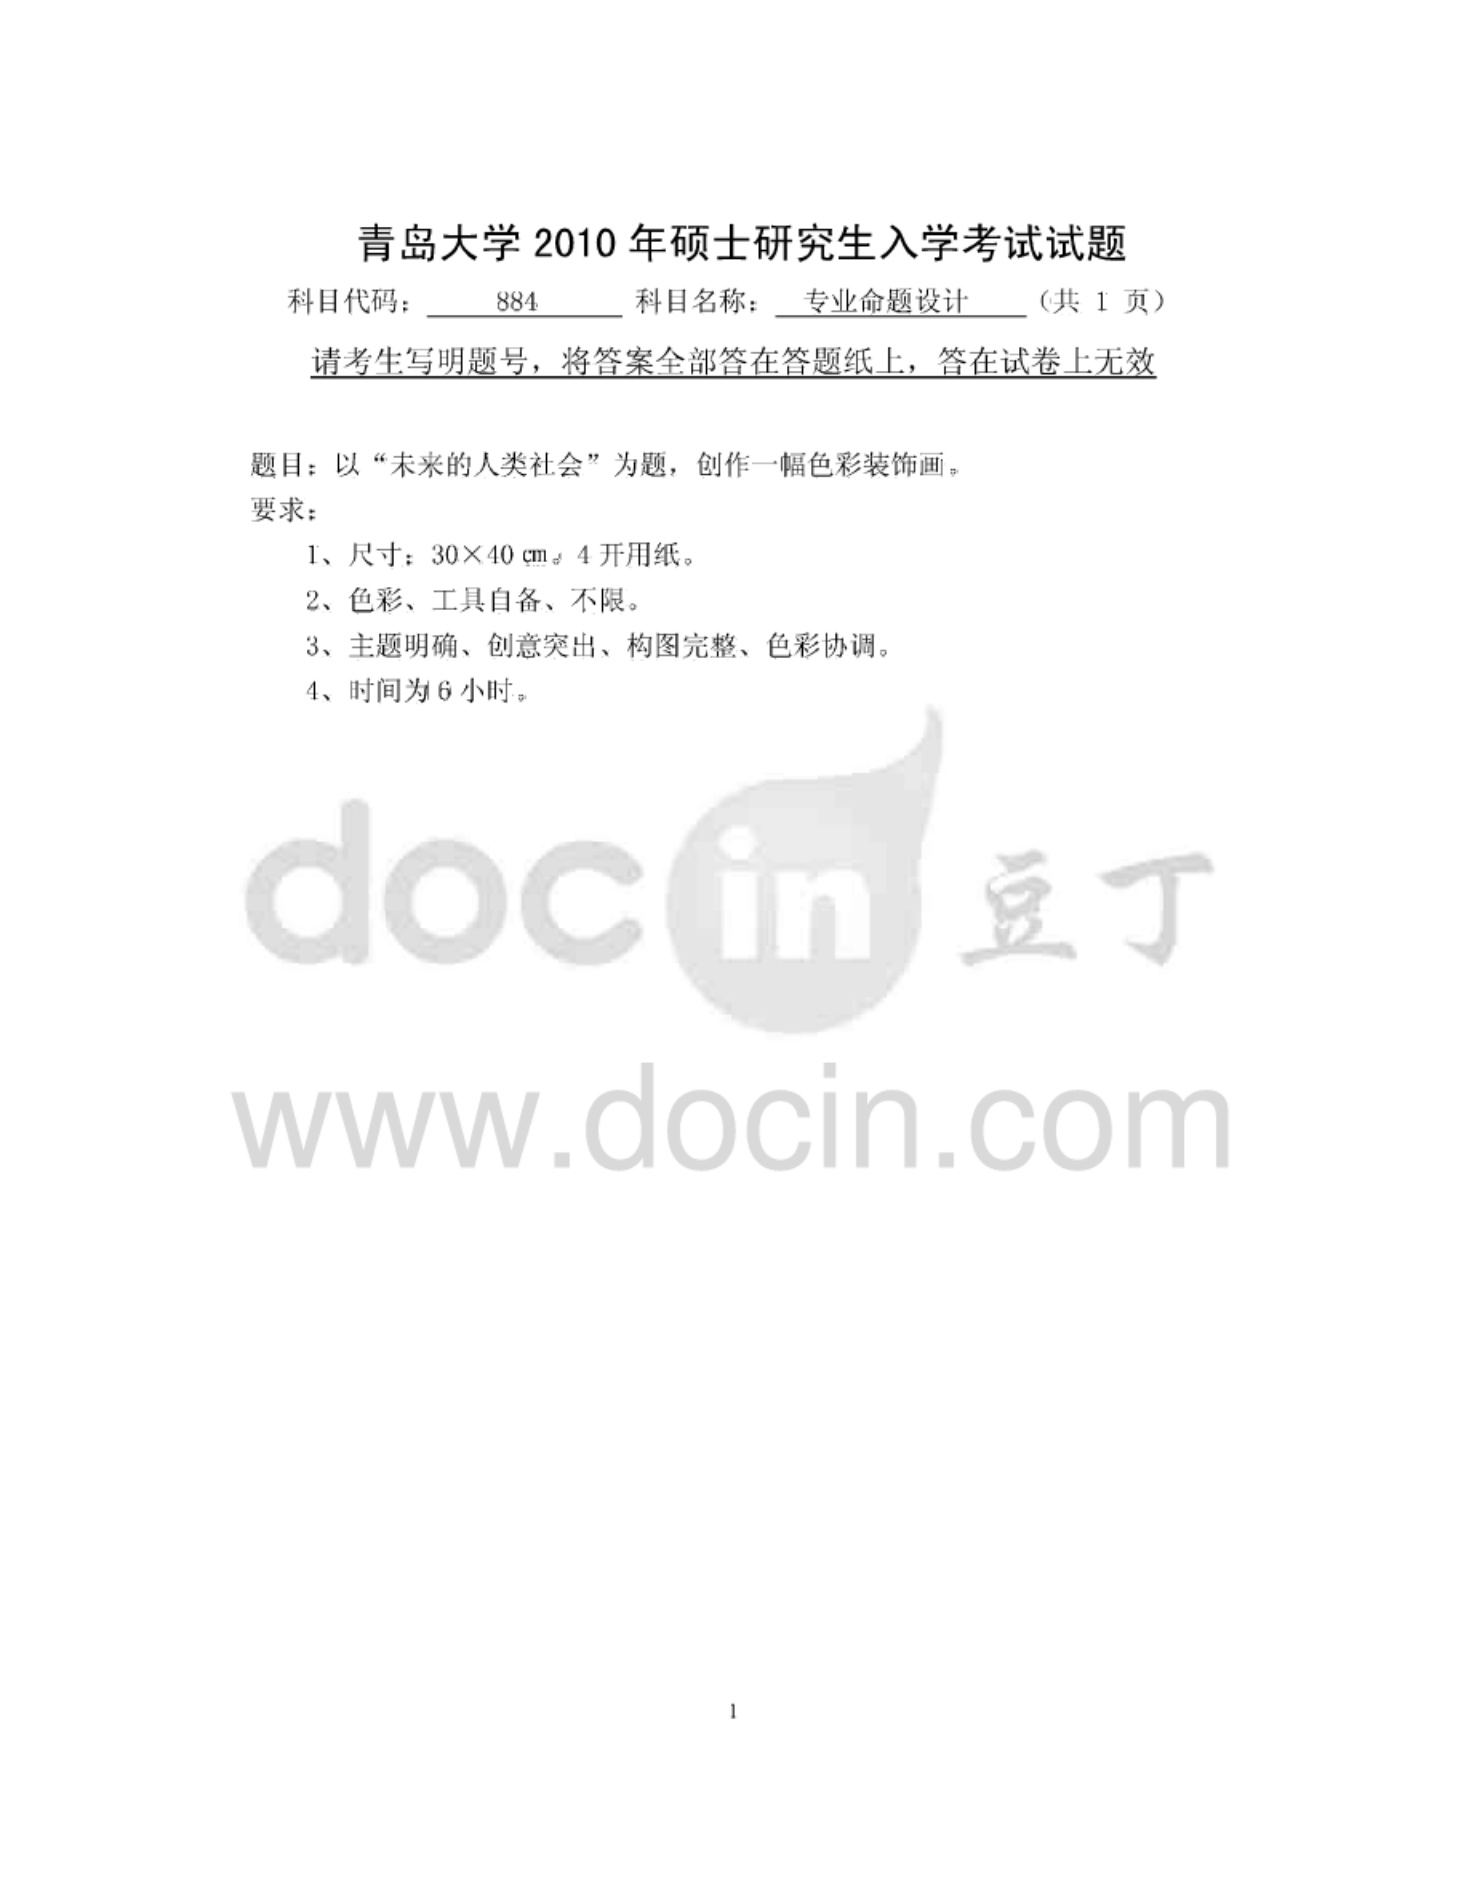 青岛大学 2010 年硕士研究生入学考试试题
科目代码： 884 科目名称： 专业命题设计 （共 1 页）
请考生写明题号，将答案全部答在答题纸上，答在试卷上无效
题目：以“未来的人类社会”为题，创作一幅色彩装饰画。
要求：
1、尺寸：30×40 ㎝。4 开用纸。
2、色彩、工具自备、不限。
3、主题明确、创意突出、构图完整、色彩协调。
4、时间为 6 小时。
docin 豆丁
www.docin.com
1